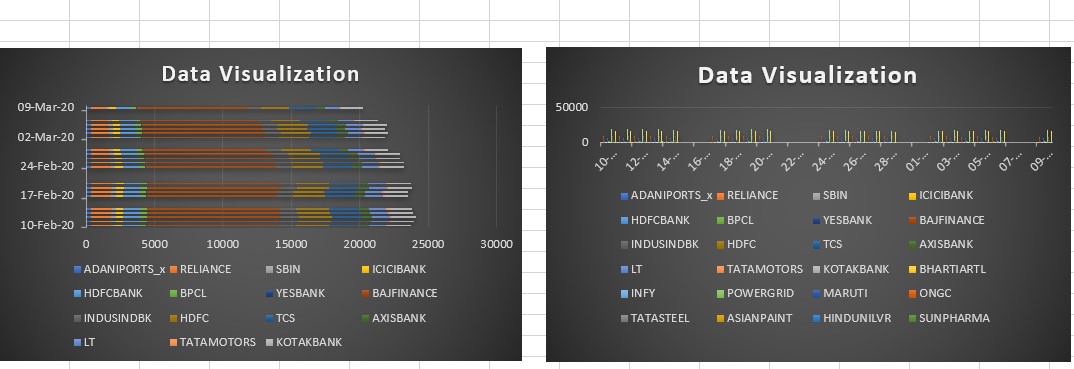 Data Visualization
09-Mar-20
02-Mar-20
24-Feb-20
17-Feb-20
10-Feb-20
0 5000 10000 15000 20000 25000 30000
ADANIPORTS_x RELIANCE SBIN ICICIBANK
HDFCBANK BPCL YESBANK BAJFINANCE
INDUSINDBK HDFC TCS AXISBANK
LT TATAMOTORS KOTAKBANK
Data Visualization
50000
0
10-... 12-... 14-... 16-... 18-... 20-... 22-... 24-... 26-... 28-... 01-... 03-... 05-... 07-... 09-...
ADANIPORTS_x RELIANCE SBIN ICICIBANK
HDFCBANK BPCL YESBANK BAJFINANCE
INDUSINDBK HDFC TCS AXISBANK
LT TATAMOTORS KOTAKBANK BHARTIARTL
INFY POWERGRID MARUTI ONGC
TATASTEEL ASIANPAINT HINDUNILVR SUNPHARMA